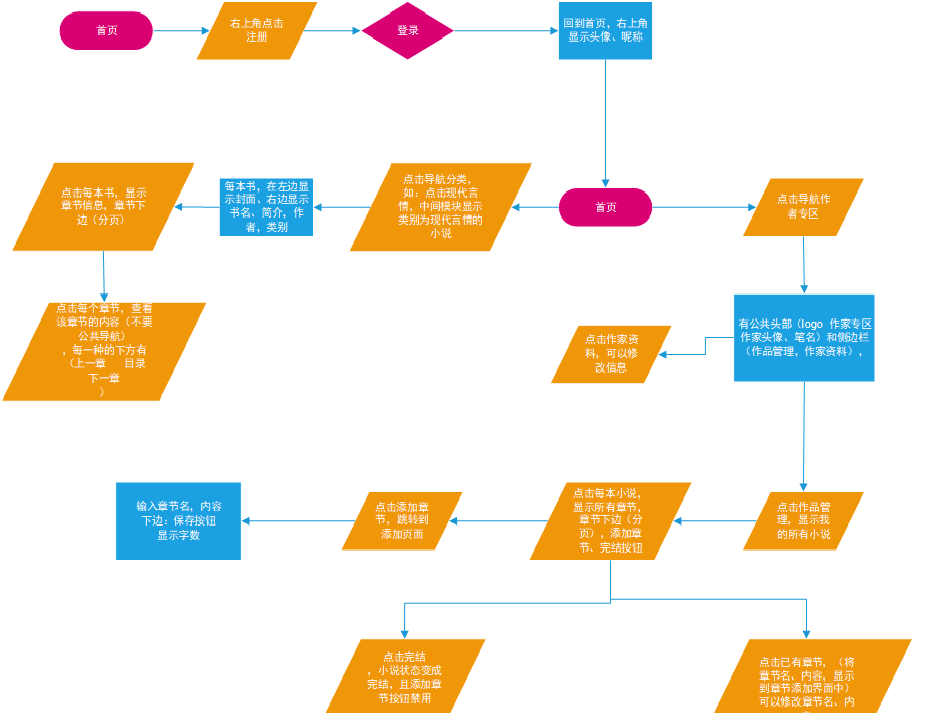 首页
右上角点击
注册
登录
回到首页，右上角
显示头像、昵称
点击每本书，显示
章节信息，章节下
边（分页）
每本书，在左边显
示封面、右边显示
书名、简介，作
者，类别
点击导航分类，
如：点击现代言
情，中间模块显示
类别为现代言情的
小说
首页
点击导航作
者专区
点击每个章节，查看
该章节的内容（不要
公共导航）
，每一种的下方有
（上一章 目录
下一章
）
点击作家资
料，可以修
改信息
有公共头部（logo 作家专区
作家头像、笔名）和侧边栏
（作品管理，作家资料），
输入章节名，内容
下边：保存按钮
显示字数
点击添加章
节，跳转到
添加页面
点击每本小说，
显示所有章节，
章节下边（分
页），添加章
节、完结按钮
点击作品管
理，显示我
的所有小说
点击完结
，小说状态变成
完结，且添加章
节按钮禁用
点击已有章节，（将
章节名、内容，显示
到章节添加界面中）
可以修改章节名、内